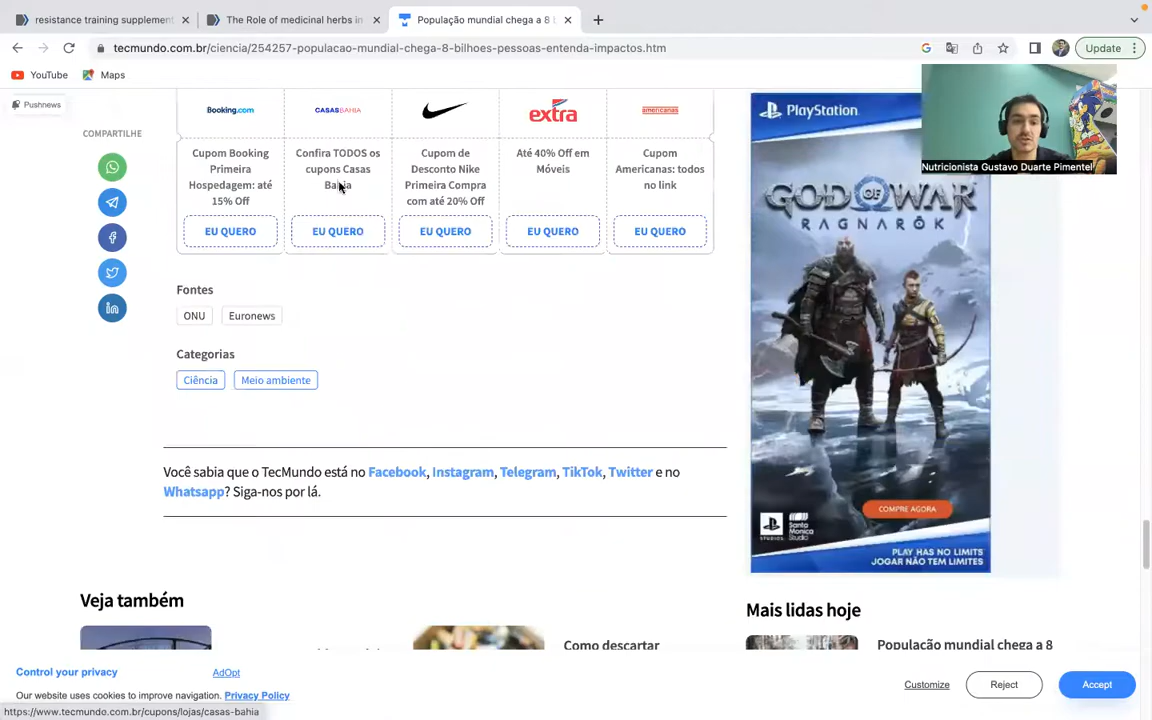 resistance training supplement
The Role of medicinal herbs in
População mundial chega a 8
tecmundo.com.br/ciencia/254257-populacao-mundial-chega-8-bilhoes-pessoas-entenda-impactos.htm
Update
YouTube
Maps
Pushnews
COMPARTILHE
Booking.com
CASASBAHIA
extra
americanas
Cupom Booking
Primeira
Hospedagem: até
15% Off
Confira TODOS os
cupons Casas
Bahia
Cupom de
Desconto Nike
Primeira Compra
com até 20% Off
Até 40% Off em
Móveis
Cupom
Americanas: todos
no link
EU QUERO
EU QUERO
EU QUERO
EU QUERO
EU QUERO
PlayStation
Nutricionista Gustavo Duarte Pimentel
GOD OF WAR
RAGNARÖK
COMPRE AGORA
PlayStation
STUDIOS
Santa
Monica
Studio
PLAY HAS NO LIMITS
JOGAR NÃO TEM LIMITES
Fontes
ONU
Euronews
Categorias
Ciência
Meio ambiente
Você sabia que o TecMundo está no Facebook, Instagram, Telegram, TikTok, Twitter e no
Whatsapp? Siga-nos por lá.
Veja também
Como descartar
Mais lidas hoje
População mundial chega a 8
Control your privacy
AdOpt
Our website uses cookies to improve navigation. Privacy Policy
Customize
Reject
Accept
https://www.tecmundo.com.br/cupons/lojas/casas-bahia